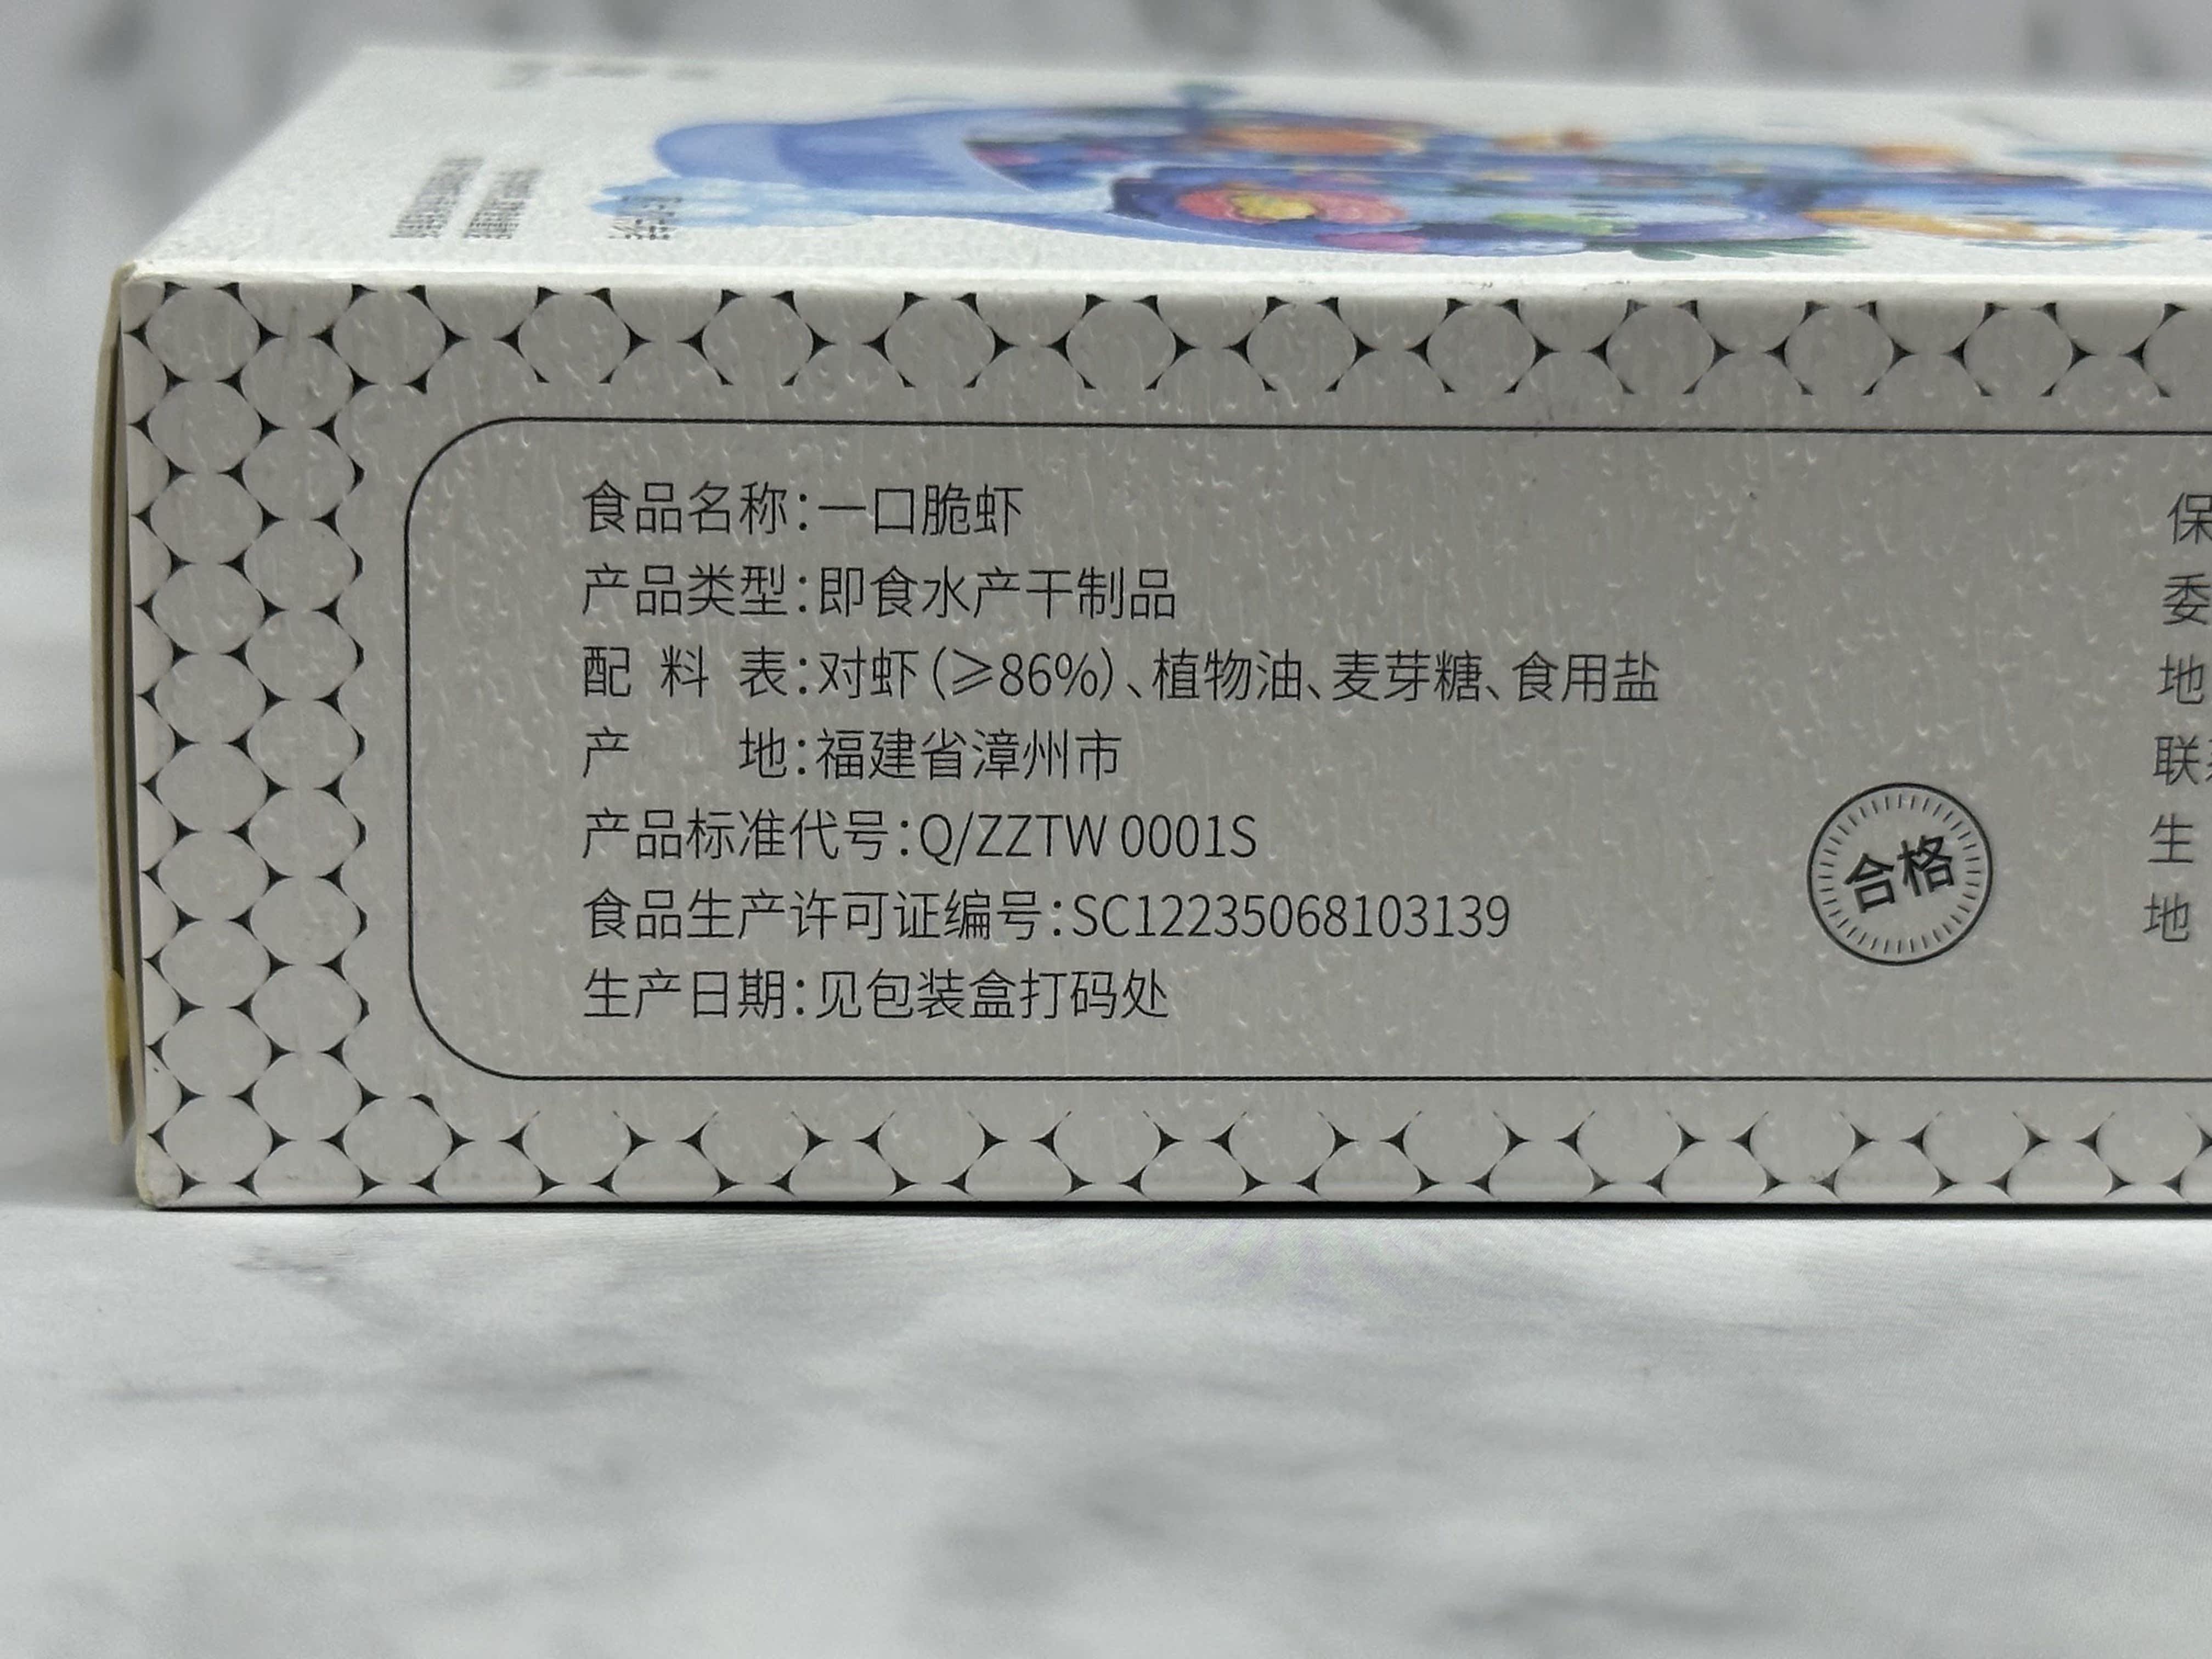 食品名称：一口脆虾
产品类型：即食水产干制品
配料表：对虾（≥86%）、植物油、麦芽糖、食用盐
产地：福建省漳州市
产品标准代号：Q/ZZTW 0001S
食品生产许可证编号：SC12235068103139
生产日期：见包装盒打码处
合格
保
委
地
联
生
地